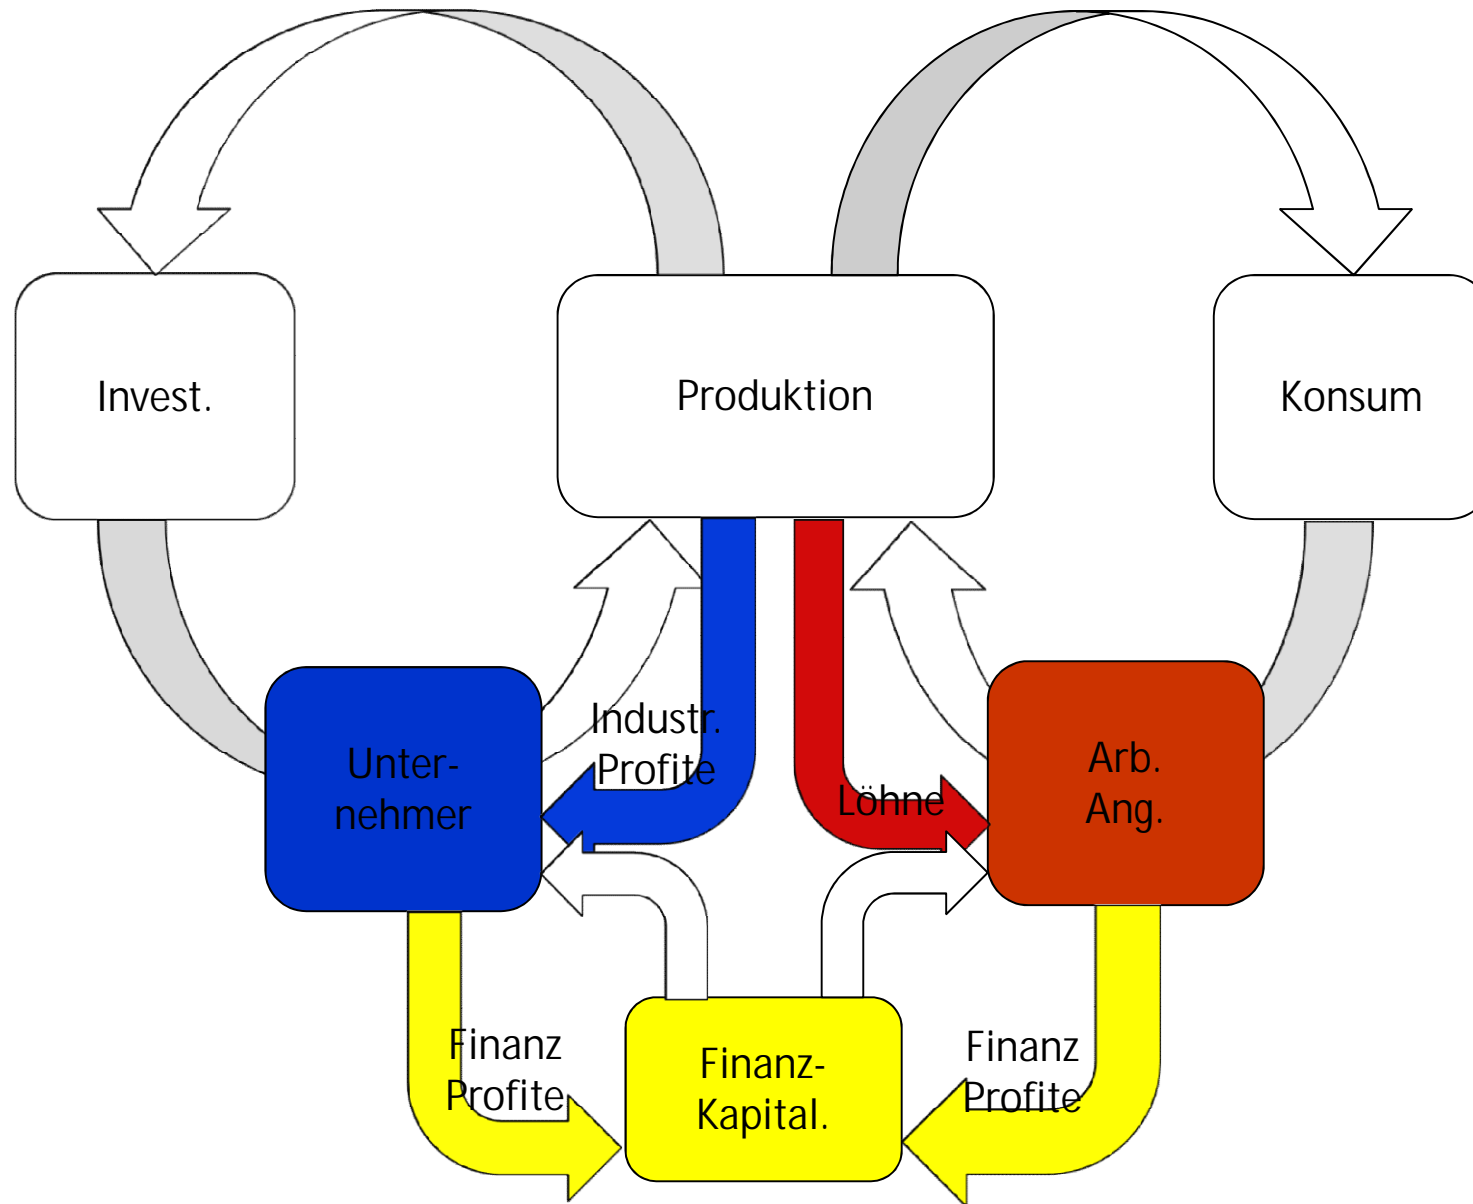 Invest.
Produktion
Konsum
Unter-
nehmer
Industr.
Profite
Löhne
Arb.
Ang.
Finanz
Profite
Finanz-
Kapital.
Finanz
Profite